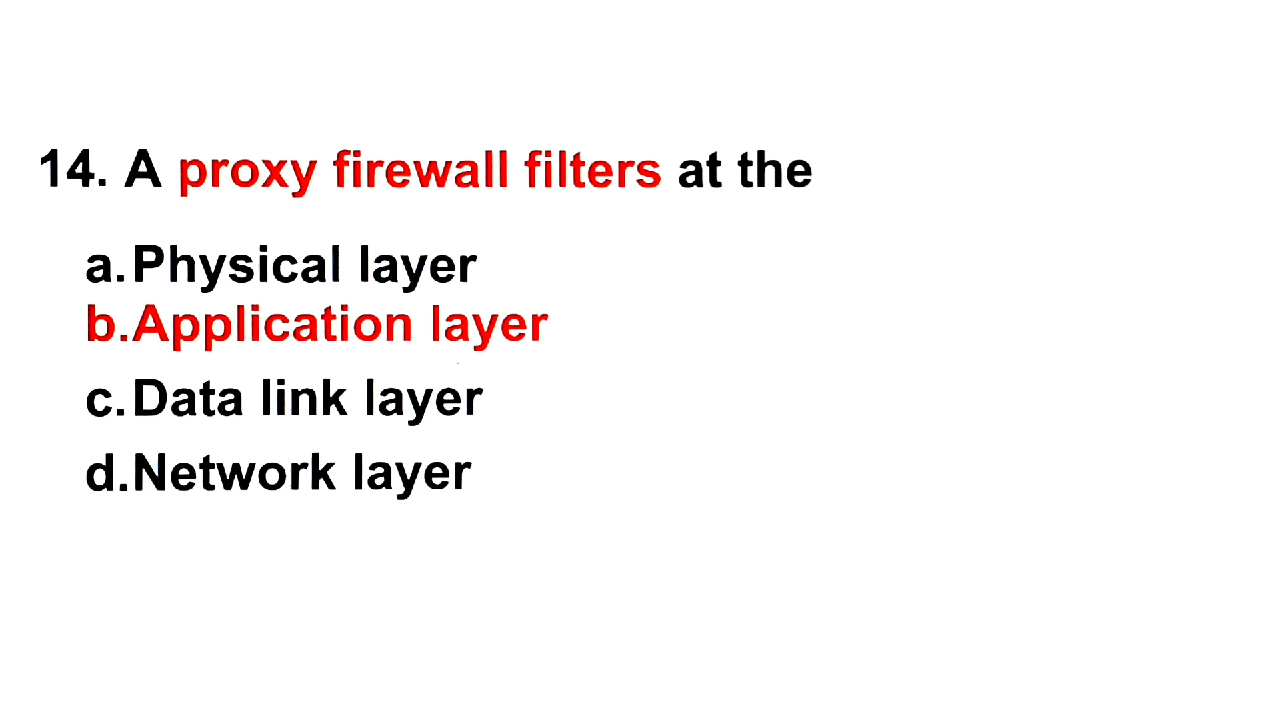 14. A proxy firewall filters at the
a. Physical layer
b. Application layer
c. Data link layer
d. Network layer